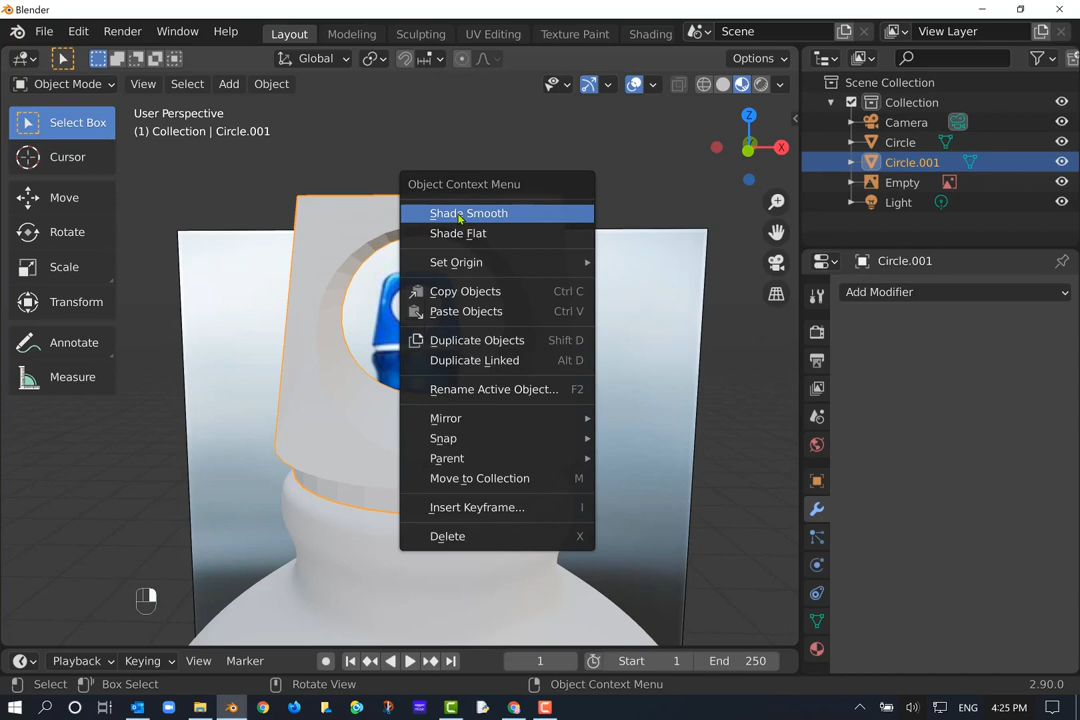 Blender
File Edit Render Window Help Layout Modeling Sculpting UV Editing Texture Paint Shading Scene View Layer
Global Options
Object Mode View Select Add Object
Scene Collection
Collection
Camera
Circle
Circle.001
Empty
Light
Select Box
Cursor
Move
Rotate
Scale
Transform
Annotate
Measure
User Perspective
(1) Collection | Circle.001
Z
X
Object Context Menu
Shade Smooth
Shade Flat
Set Origin
Copy Objects Ctrl C
Paste Objects Ctrl V
Duplicate Objects Shift D
Duplicate Linked Alt D
Rename Active Object... F2
Mirror
Snap
Parent
Move to Collection M
Insert Keyframe... I
Delete X
Circle.001
Add Modifier
Playback Keying View Marker 1 Start 1 End 250
Select Box Select Rotate View Object Context Menu 2.90.0
ENG 4:25 PM